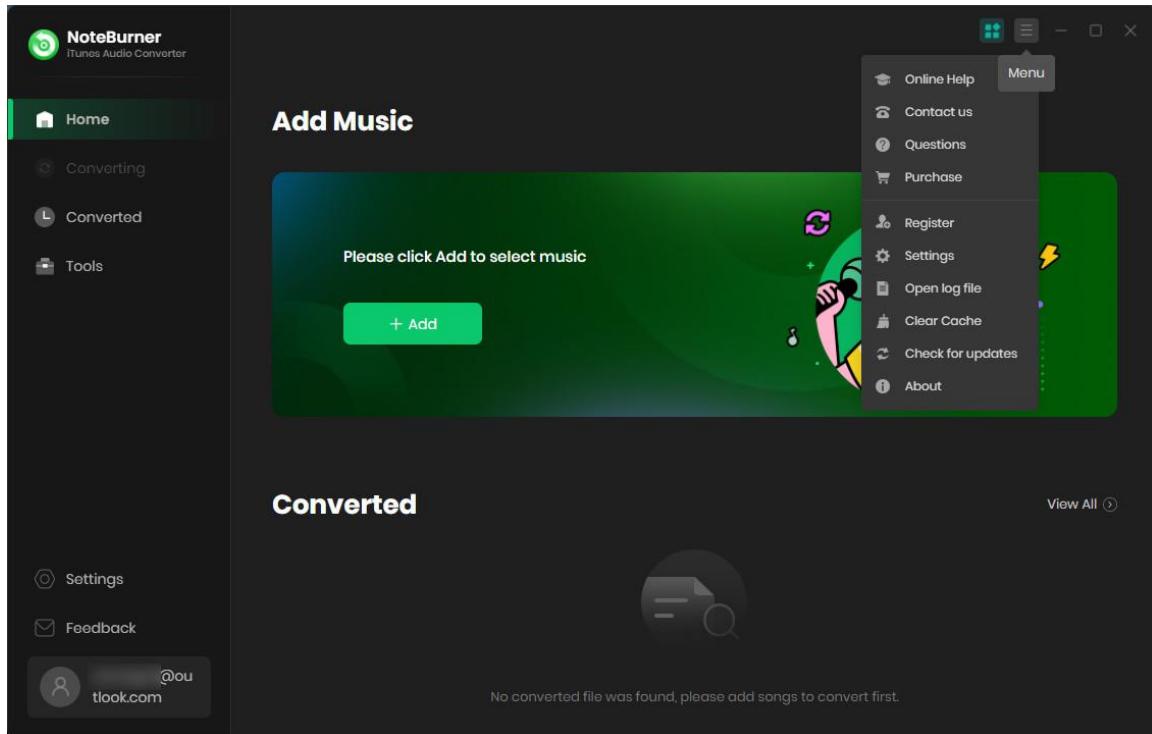 NoteBurner
iTunes Audio Converter
Home
Converting
Converted
Tools
Settings
Feedback
@ou
tlook.com
Menu
Online Help
Contact us
Questions
Purchase
Register
Settings
Open log file
Clear Cache
Check for updates
About
Add Music
Please click Add to select music
+ Add
Converted
View All
No converted file was found, please add songs to convert first.